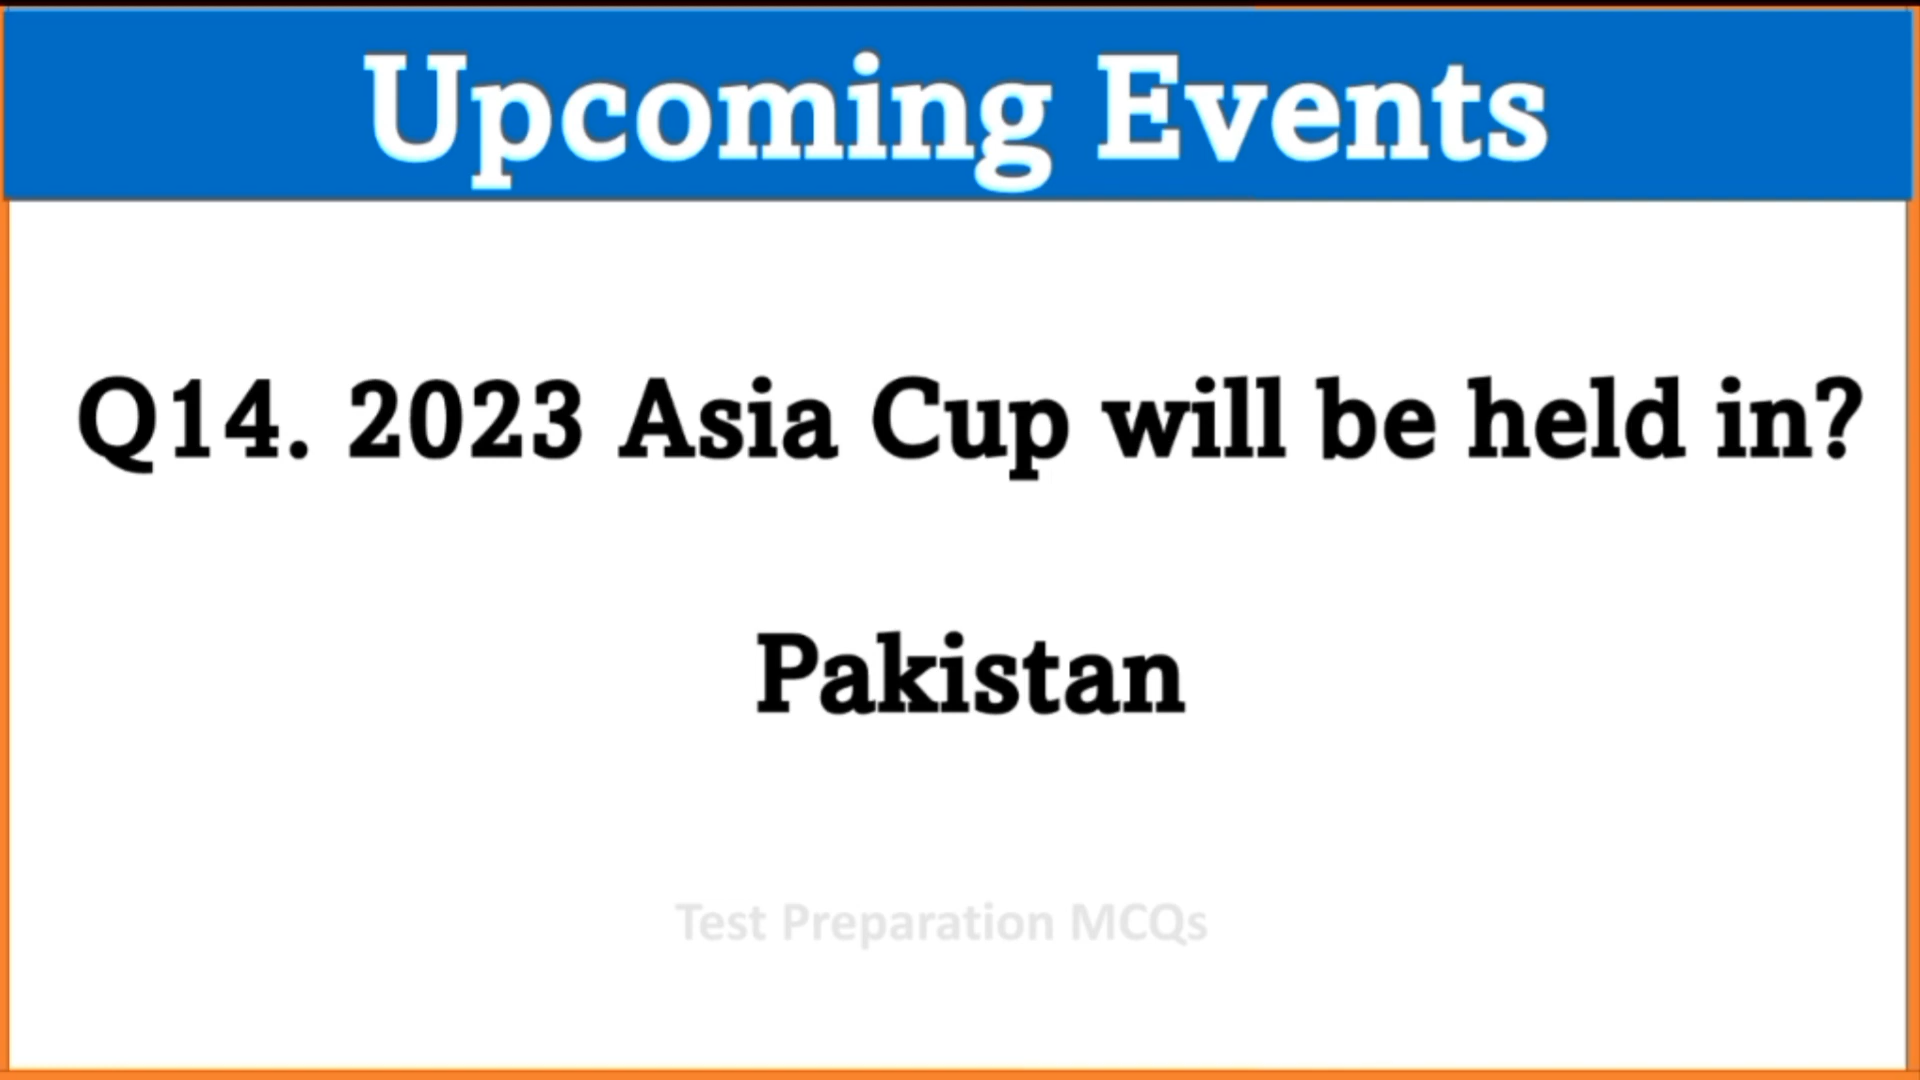 Upcoming Events
Q14. 2023 Asia Cup will be held in?
Pakistan
Test Preparation MCQs